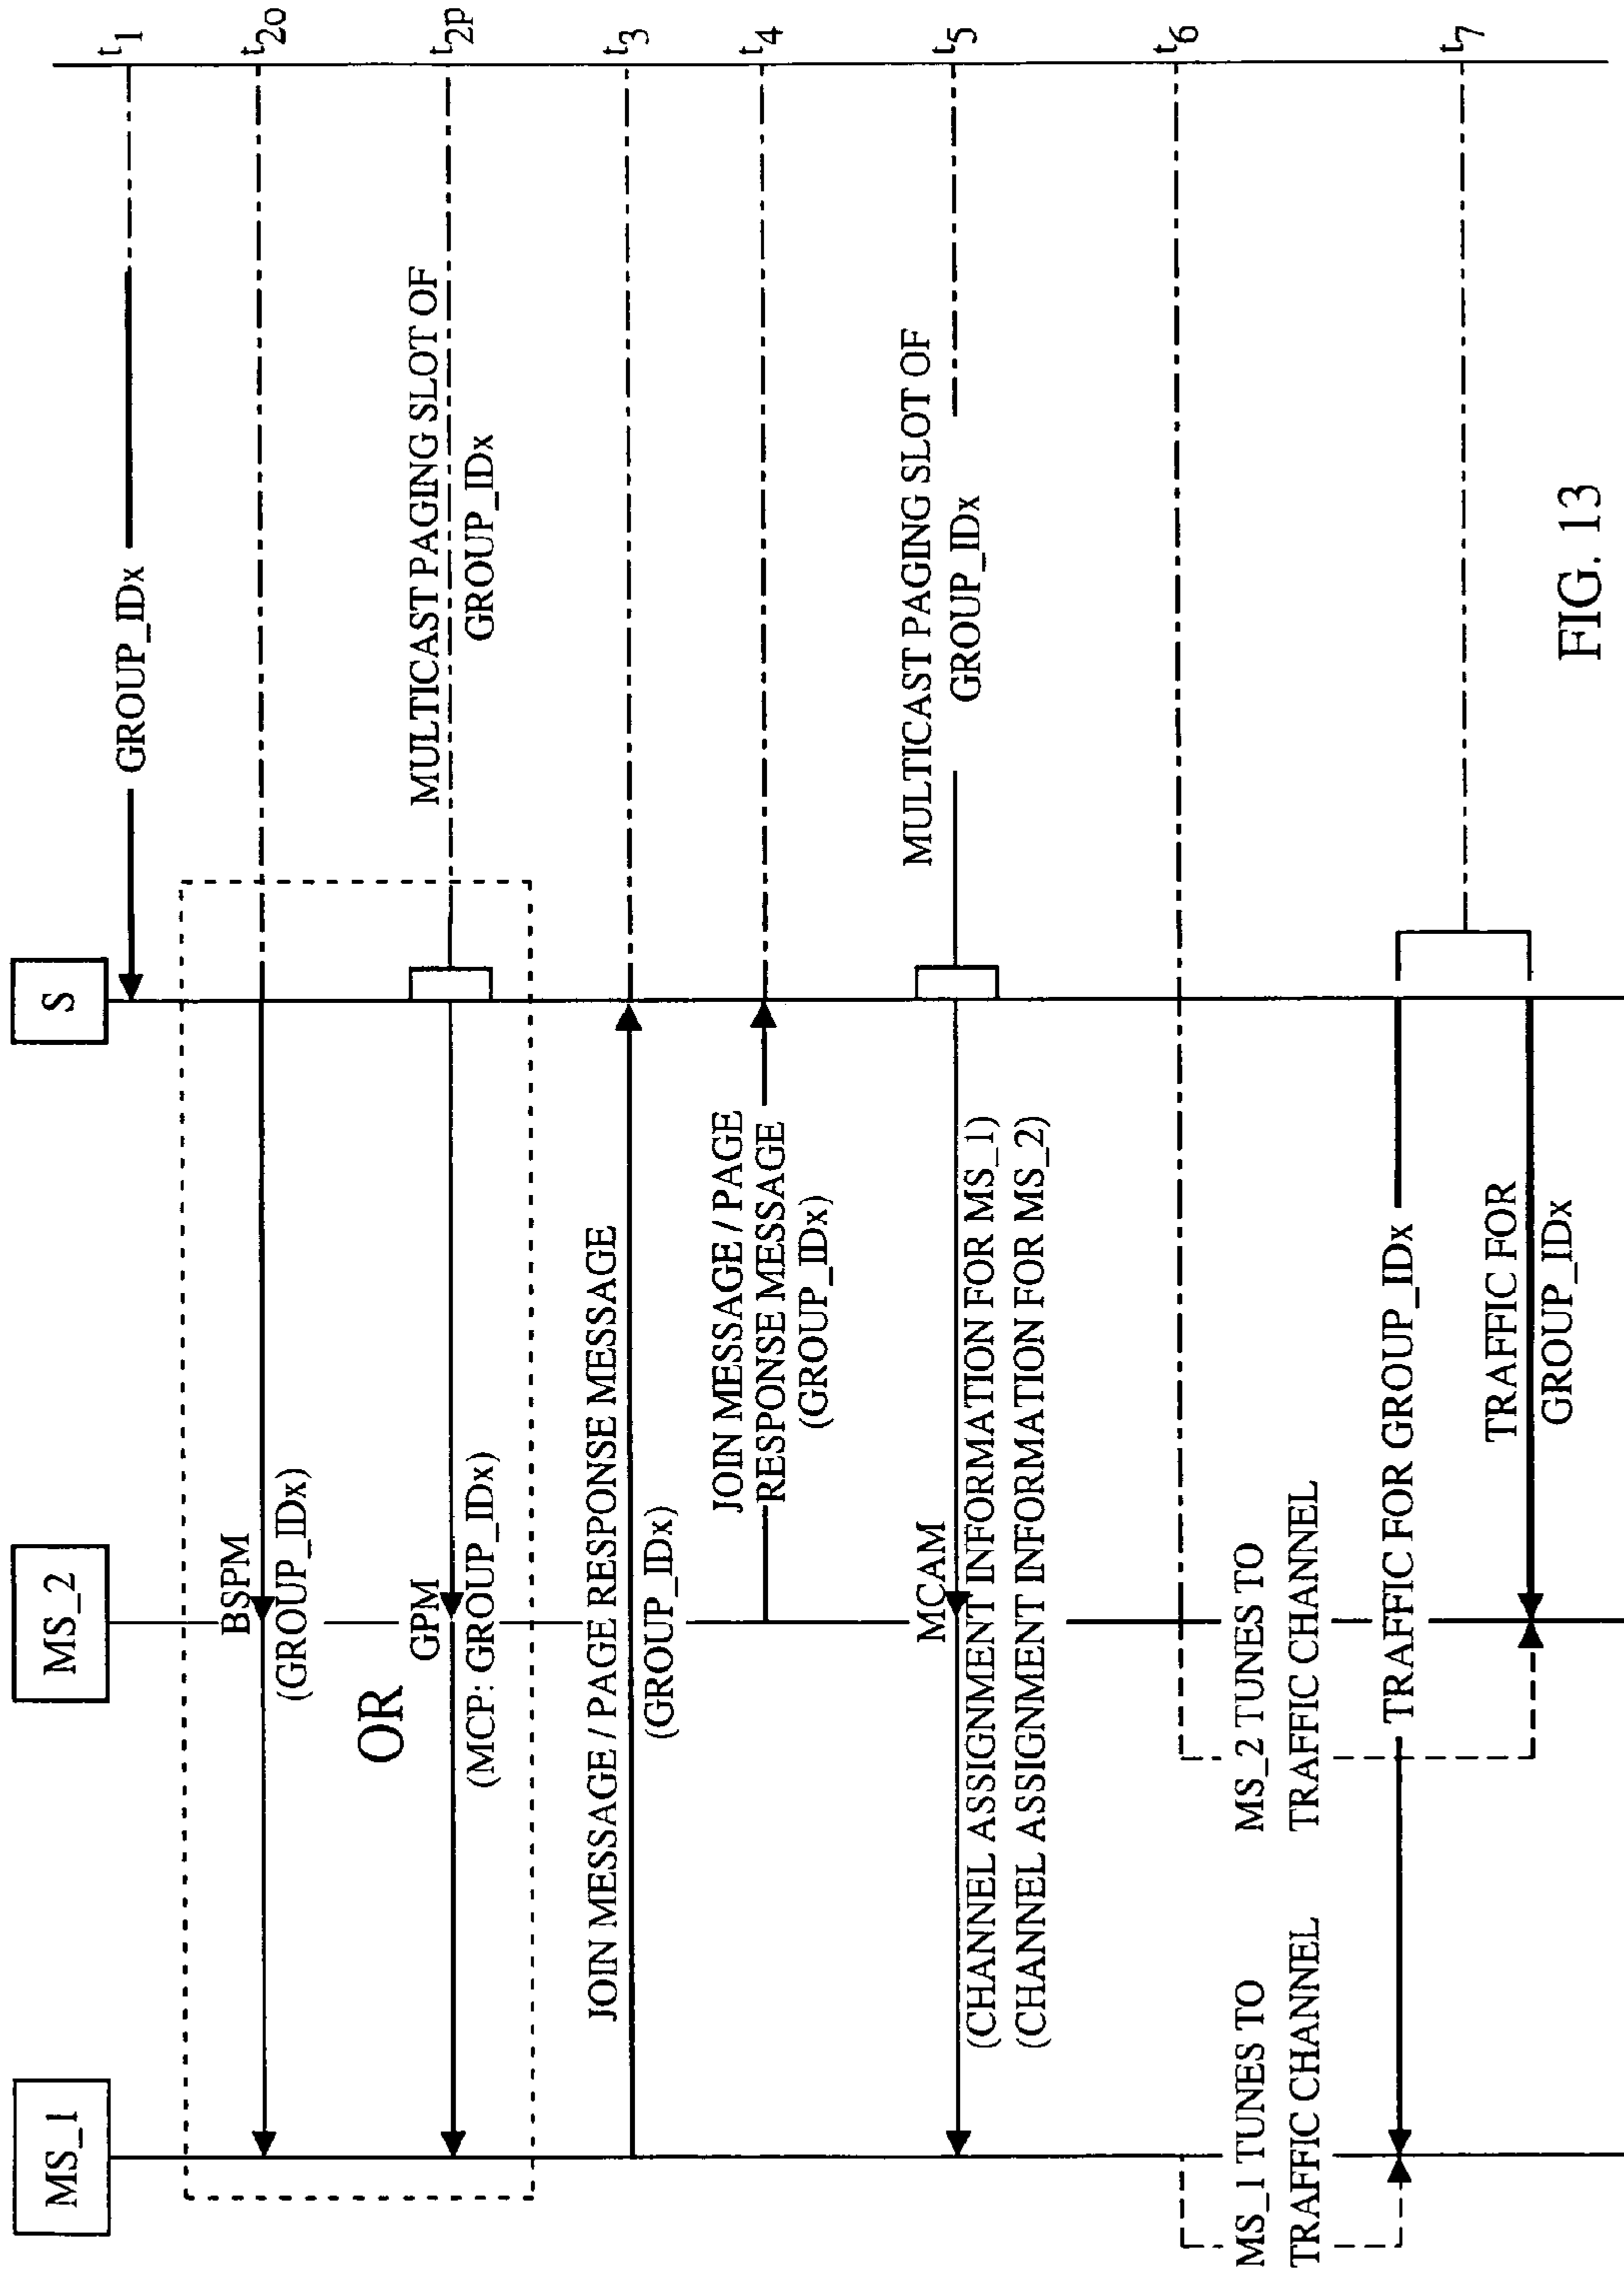 MS_1
MS_2
S
GROUP_IDx
t1
BSPM
(GROUP_IDx)
t2o
OR
GPM
(MCP: GROUP_IDx)
MULTICAST PAGING SLOT OF
GROUP_IDx
t2p
JOIN MESSAGE / PAGE RESPONSE MESSAGE
(GROUP_IDx)
t3
JOIN MESSAGE / PAGE
RESPONSE MESSAGE
(GROUP_IDx)
t4
MCAM
(CHANNEL ASSIGNMENT INFORMATION FOR MS_1)
(CHANNEL ASSIGNMENT INFORMATION FOR MS_2)
MULTICAST PAGING SLOT OF
GROUP_IDx
t5
t6
MS_1 TUNES TO
TRAFFIC CHANNEL
MS_2 TUNES TO
TRAFFIC CHANNEL
TRAFFIC FOR GROUP_IDx
TRAFFIC FOR
GROUP_IDx
t7
FIG. 13